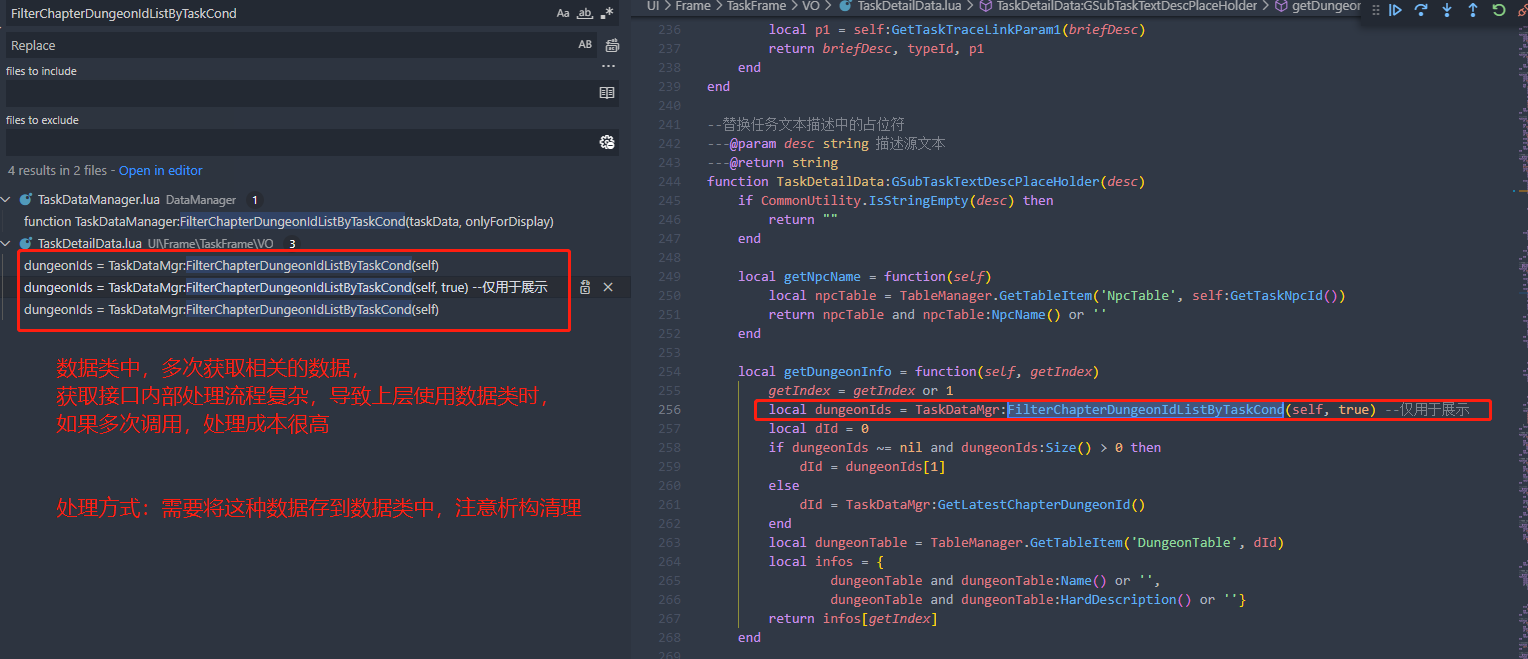 FilterChapterDungeonIdListByTaskCond
Aa ab .*
Replace
AB
files to include
files to exclude
4 results in 2 files - Open in editor
TaskDataManager.lua DataManager 1
function TaskDataManager:FilterChapterDungeonIdListByTaskCond(taskData, onlyForDisplay)
TaskDetailData.lua UI\Frame\TaskFrame\VO 3
dungeonIds = TaskDataMgr:FilterChapterDungeonIdListByTaskCond(self)
dungeonIds = TaskDataMgr:FilterChapterDungeonIdListByTaskCond(self, true) --仅用于展示
dungeonIds = TaskDataMgr:FilterChapterDungeonIdListByTaskCond(self)
数据类中，多次获取相关的数据，
获取接口内部处理流程复杂，导致上层使用数据类时，
如果多次调用，处理成本很高
处理方式：需要将这种数据存到数据类中，注意析构清理
UI > Frame > TaskFrame > VO > TaskDetailData.lua > TaskDetailData:GSubTaskTextDescPlaceHolder > getDungeon
236 local p1 = self:GetTaskTraceLinkParam1(briefDesc)
237 return briefDesc, typeId, p1
238 end
239 end
240
241 --替换任务文本描述中的占位符
242 ---@param desc string 描述源文本
243 ---@return string
244 function TaskDetailData:GSubTaskTextDescPlaceHolder(desc)
245 if CommonUtility.IsStringEmpty(desc) then
246 return ""
247 end
248
249 local getNpcName = function(self)
250 local npcTable = TableManager.GetTableItem('NpcTable', self:GetTaskNpcId())
251 return npcTable and npcTable:NpcName() or ''
252 end
253
254 local getDungeonInfo = function(self, getIndex)
255 getIndex = getIndex or 1
256 local dungeonIds = TaskDataMgr:FilterChapterDungeonIdListByTaskCond(self, true) --仅用于展示
257 local dId = 0
258 if dungeonIds ~= nil and dungeonIds:Size() > 0 then
259 dId = dungeonIds[1]
260 else
261 dId = TaskDataMgr:GetLatestChapterDungeonId()
262 end
263 local dungeonTable = TableManager.GetTableItem('DungeonTable', dId)
264 local infos = {
265 dungeonTable and dungeonTable:Name() or '',
266 dungeonTable and dungeonTable:HardDescription() or ''}
267 return infos[getIndex]
268 end
269